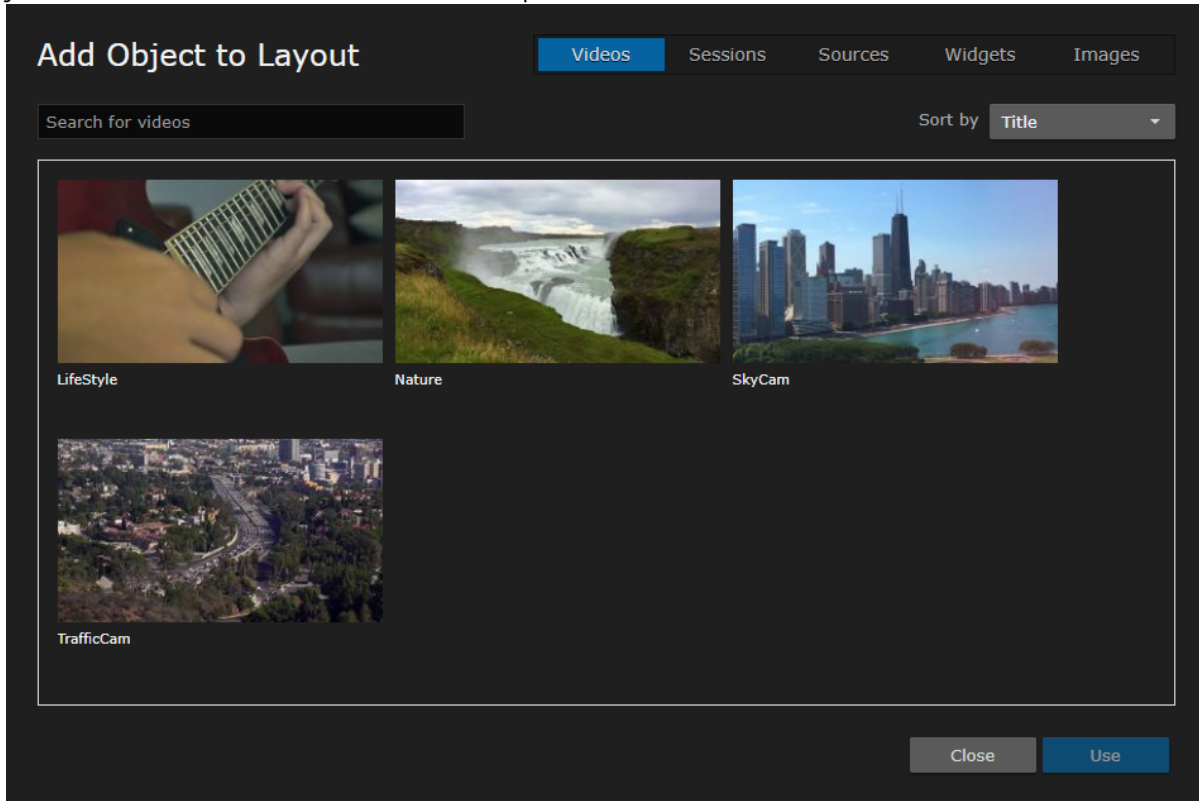 Add Object to Layout
Videos Sessions Sources Widgets Images
Search for videos
Sort by Title
LifeStyle Nature SkyCam
TrafficCam
Close Use